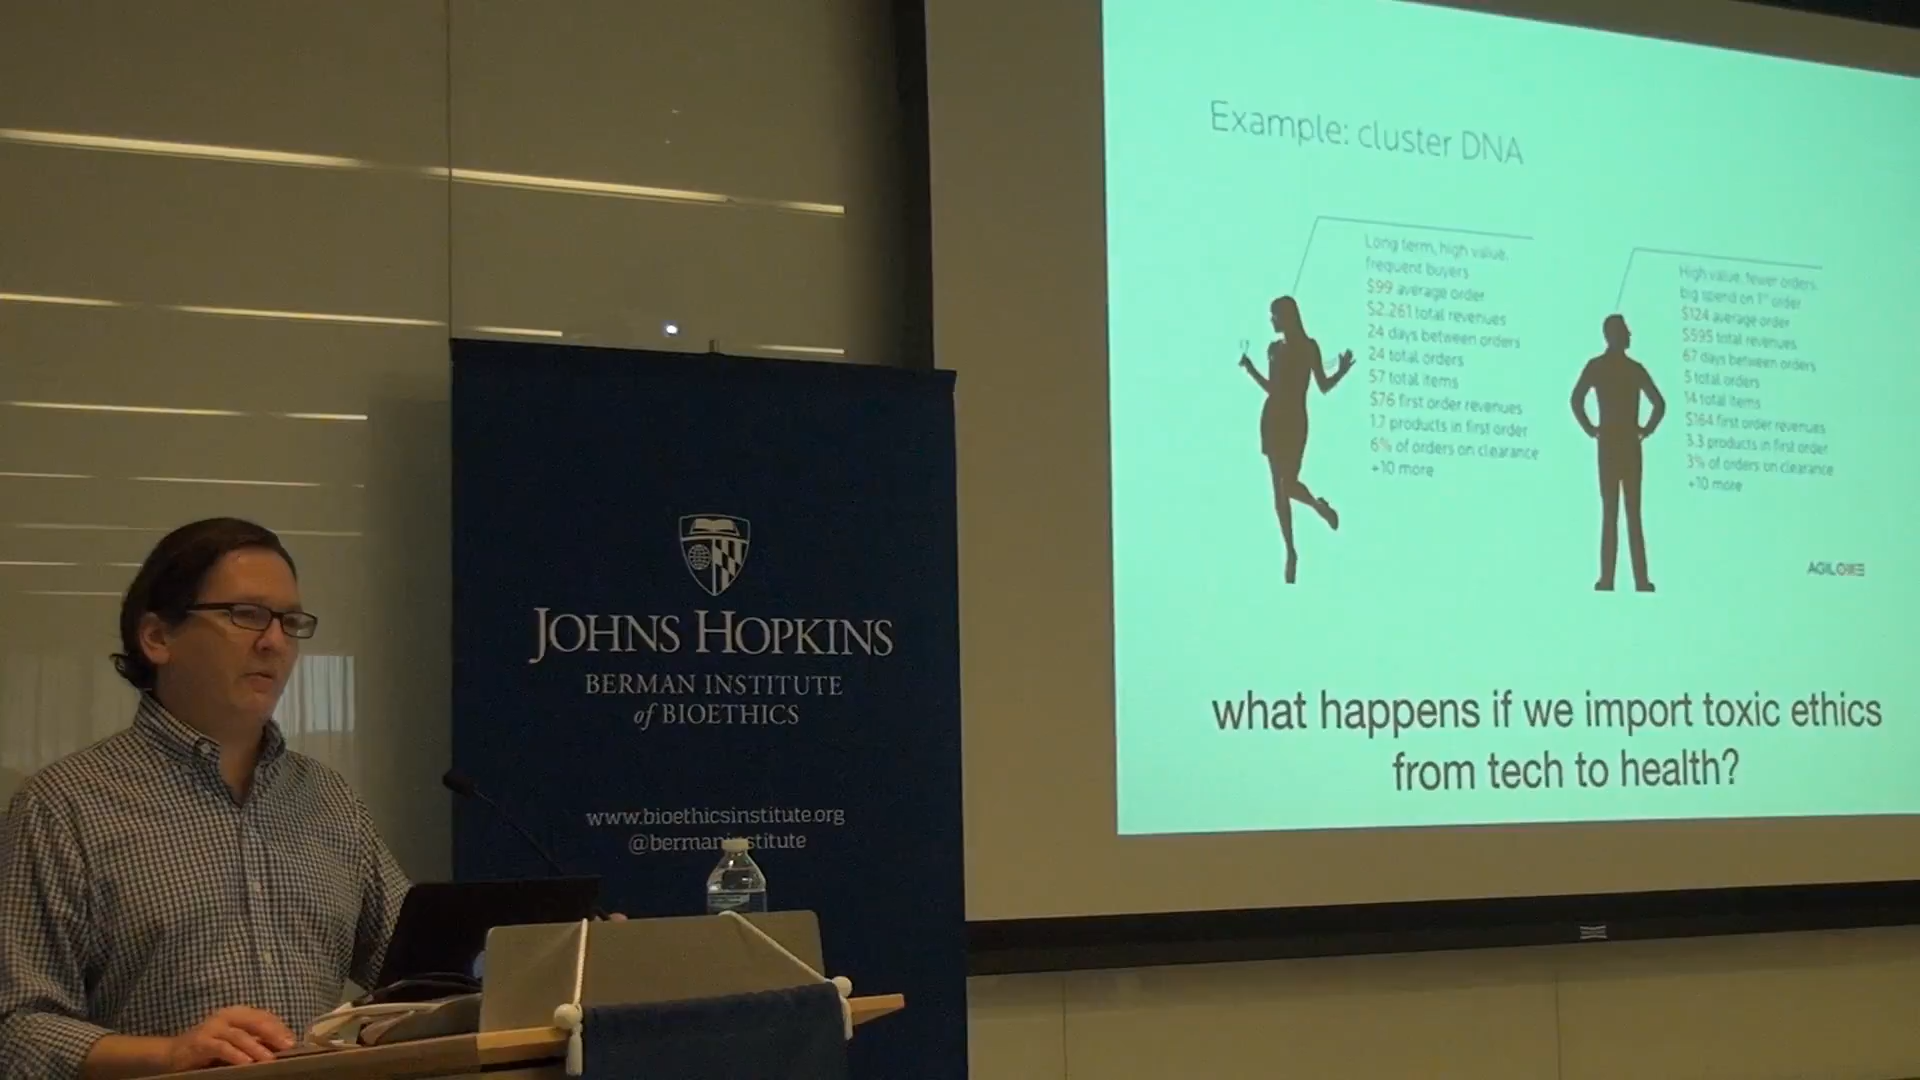 Example: cluster DNA
Long term, high value,
frequent buyers
$99 average order
$2,261 total revenues
24 days between orders
24 total orders
57 total items
$76 first order revenues
1.7 products in first order
6% of orders on clearance
+10 more
High value, fewer orders,
big spend on 1st order
$124 average order
$595 total revenues
67 days between orders
5 total orders
14 total items
$164 first order revenues
3.3 products in first order
3% of orders on clearance
+10 more
AGILONE
what happens if we import toxic ethics
from tech to health?
JOHNS HOPKINS
BERMAN INSTITUTE
of BIOETHICS
www.bioethicsinstitute.org